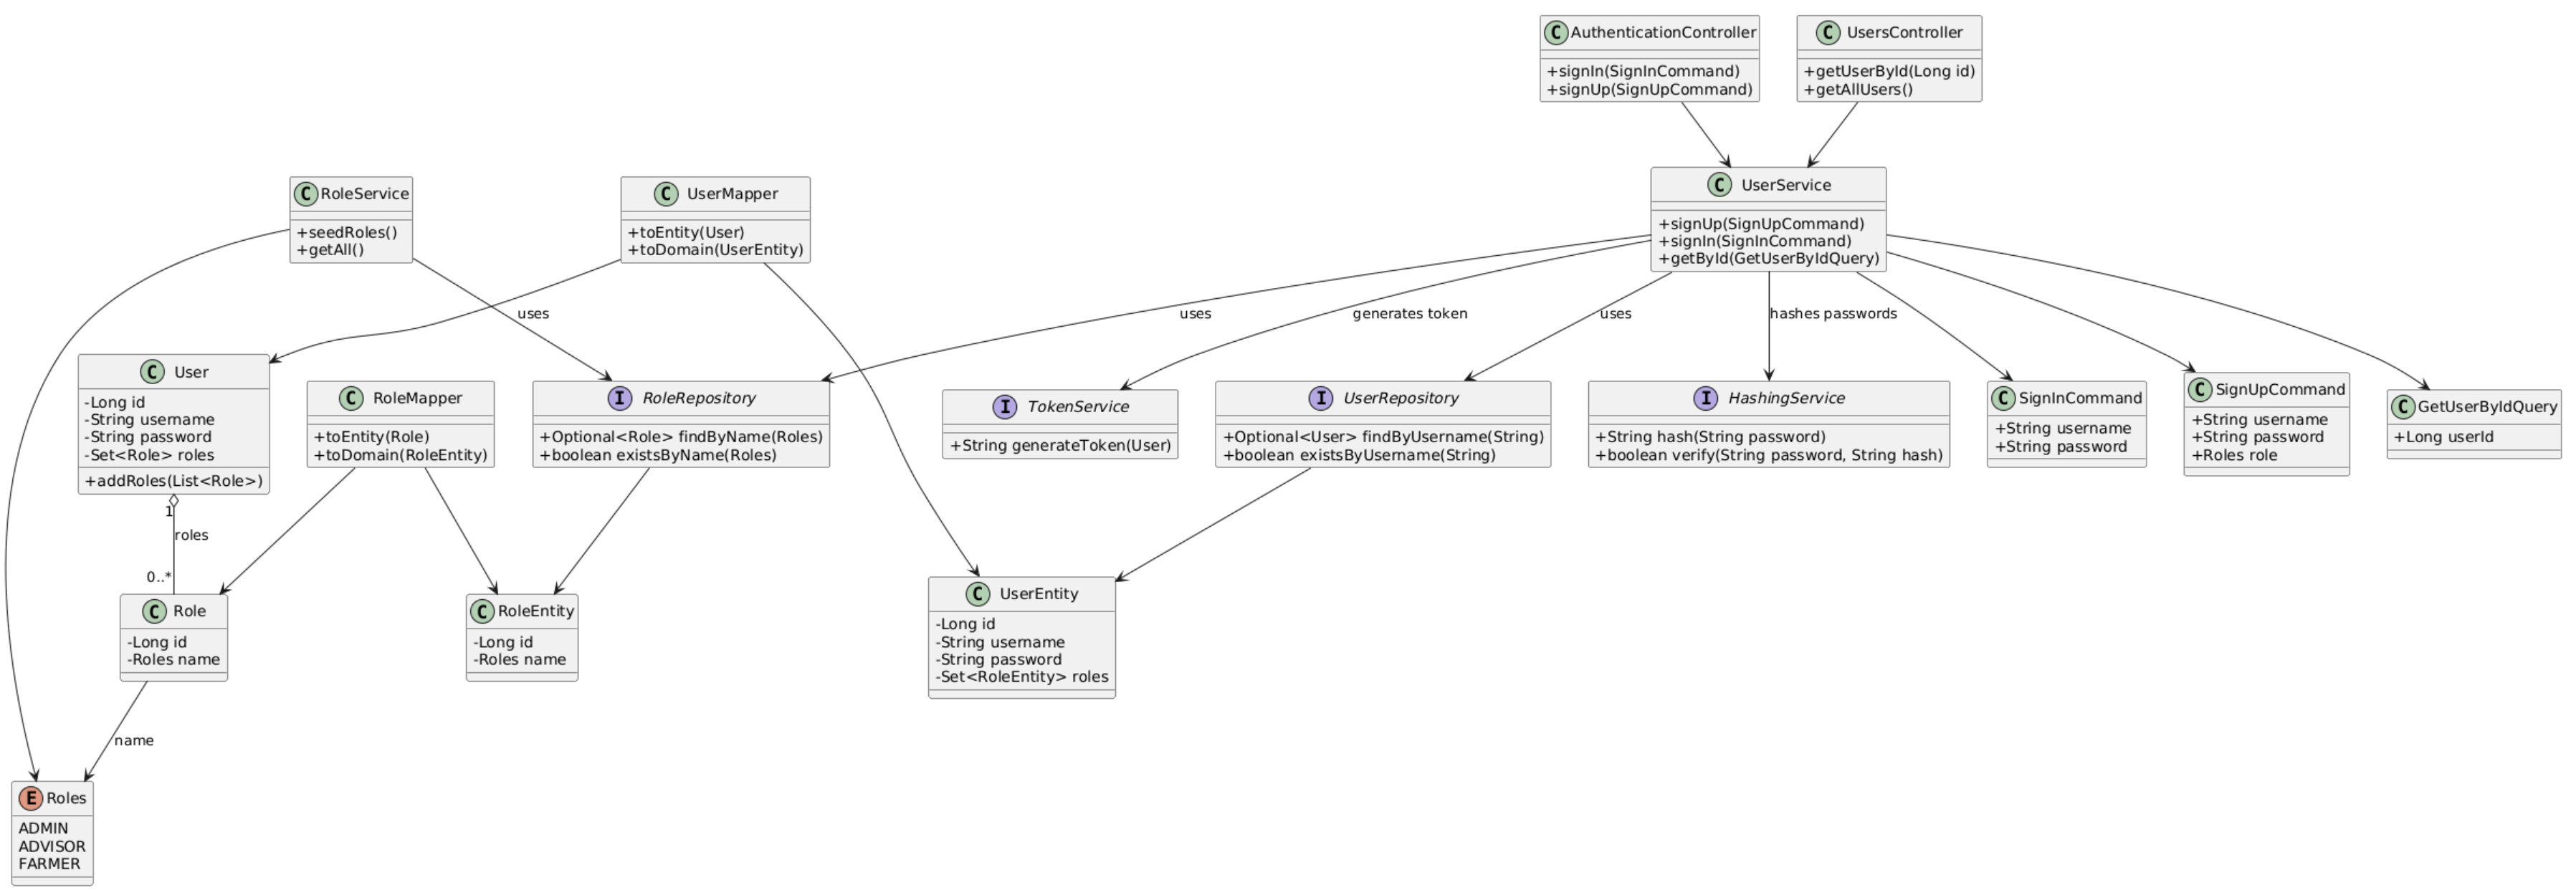 C AuthenticationController
+signIn(SignInCommand)
+signUp(SignUpCommand)
C UsersController
+getUserById(Long id)
+getAllUsers()
C RoleService
+seedRoles()
+getAll()
C UserMapper
+toEntity(User)
+toDomain(UserEntity)
C UserService
+signUp(SignUpCommand)
+signIn(SignInCommand)
+getById(GetUserByIdQuery)
uses
uses
generates token
uses
hashes passwords
C User
-Long id
-String username
-String password
-Set<Role> roles
+addRoles(List<Role>)
C RoleMapper
+toEntity(Role)
+toDomain(RoleEntity)
I RoleRepository
+Optional<Role> findByName(Roles)
+boolean existsByName(Roles)
I TokenService
+String generateToken(User)
I UserRepository
+Optional<User> findByUsername(String)
+boolean existsByUsername(String)
I HashingService
+String hash(String password)
+boolean verify(String password, String hash)
C SignInCommand
+String username
+String password
C SignUpCommand
+String username
+String password
+Roles role
C GetUserByIdQuery
+Long userId
1
roles
0..*
C Role
-Long id
-Roles name
C RoleEntity
-Long id
-Roles name
C UserEntity
-Long id
-String username
-String password
-Set<RoleEntity> roles
name
E Roles
ADMIN
ADVISOR
FARMER